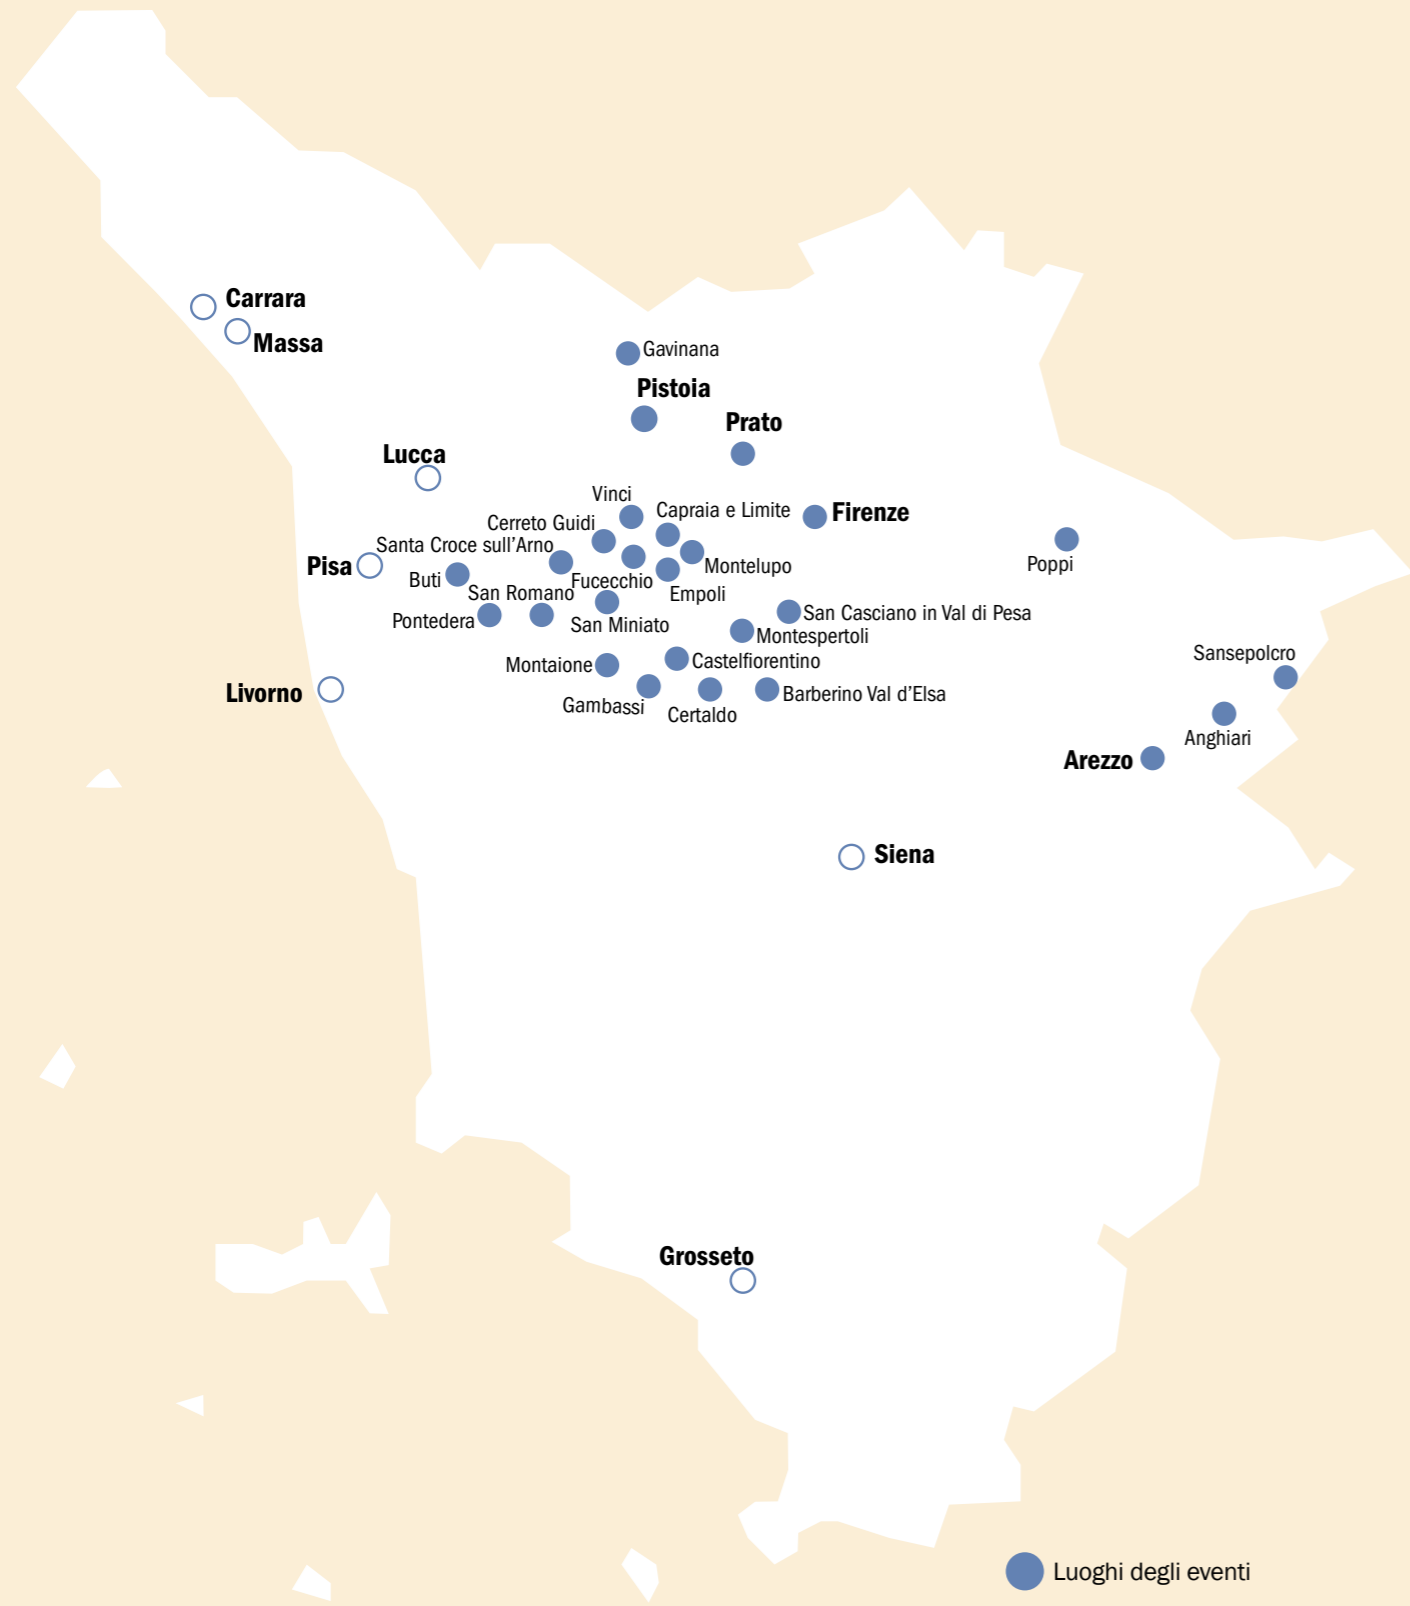 Carrara
Massa
Gavinana
Pistoia
Prato
Lucca
Vinci
Capraia e Limite
Firenze
Cerreto Guidi
Santa Croce sull'Arno
Pisa
Poppi
Montelupo
Buti
Fucecchio
San Romano
Empoli
San Casciano in Val di Pesa
Pontedera
San Miniato
Montespertoli
Sansepolcro
Montaione
Castelfiorentino
Livorno
Barberino Val d'Elsa
Gambassi
Certaldo
Anghiari
Arezzo
Siena
Grosseto
Luoghi degli eventi